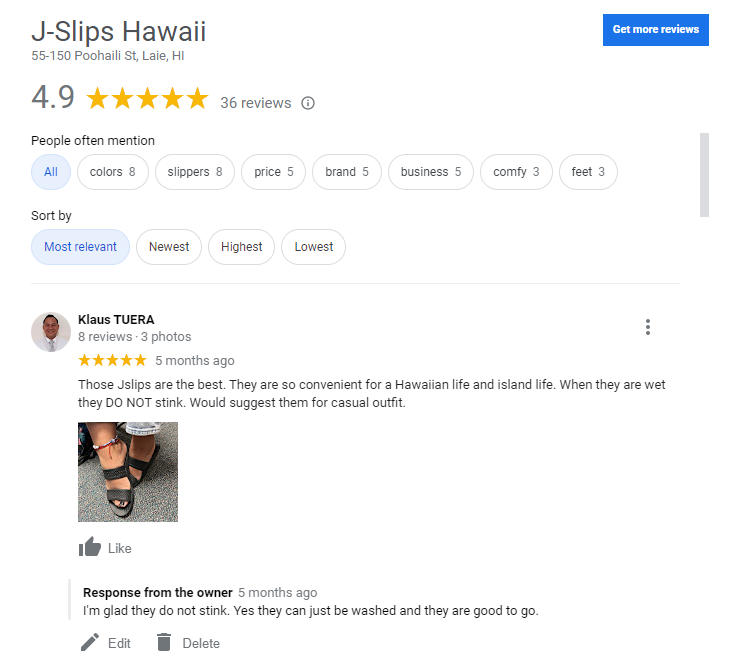 J-Slips Hawaii
Get more reviews
55-150 Poohaili St, Laie, HI
4.9 36 reviews
People often mention
All colors 8 slippers 8 price 5 brand 5 business 5 comfy 3 feet 3
Sort by
Most relevant Newest Highest Lowest
Klaus TUERA
8 reviews · 3 photos
5 months ago
Those Jslips are the best. They are so convenient for a Hawaiian life and island life. When they are wet
they DO NOT stink. Would suggest them for casual outfit.
Like
Response from the owner 5 months ago
I'm glad they do not stink. Yes they can just be washed and they are good to go.
Edit Delete